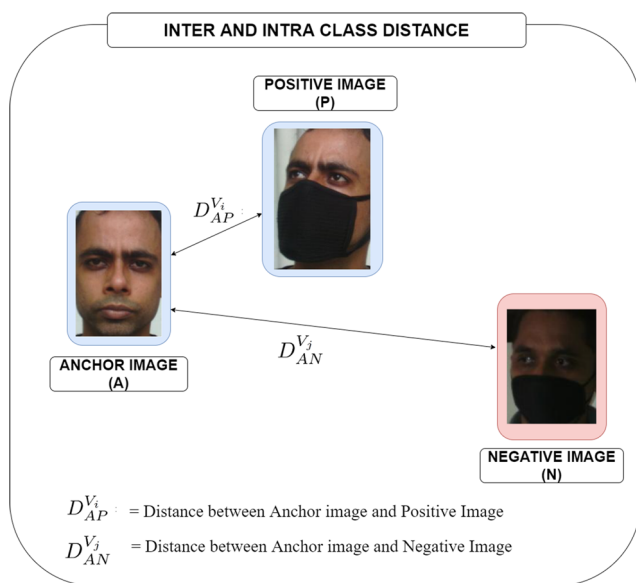 INTER AND INTRA CLASS DISTANCE
POSITIVE IMAGE
(P)
D_{AP}^{V_i} :
D_{AN}^{V_j}
ANCHOR IMAGE
(A)
NEGATIVE IMAGE
(N)
D_{AP}^{V_i} : = Distance between Anchor image and Positive Image
D_{AN}^{V_j} = Distance between Anchor image and Negative Image